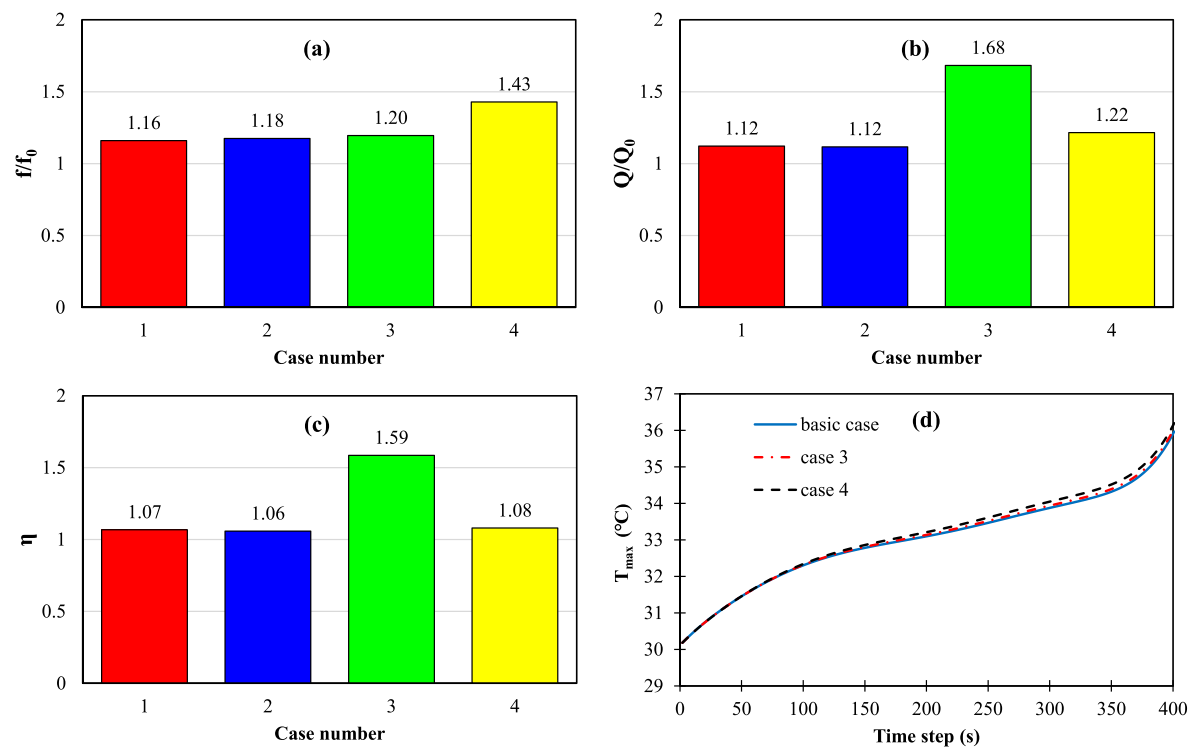 (a)
f/f0
2
1.5
1
0.5
0
1.16
1.18
1.20
1.43
1 2 3 4
Case number
(b)
Q/Q0
2
1.5
1
0.5
0
1.12
1.12
1.68
1.22
1 2 3 4
Case number
(c)
η
2
1.5
1
0.5
0
1.07
1.06
1.59
1.08
1 2 3 4
Case number
(d)
Tmax (°C)
37
36
35
34
33
32
31
30
29
basic case
case 3
case 4
0 50 100 150 200 250 300 350 400
Time step (s)